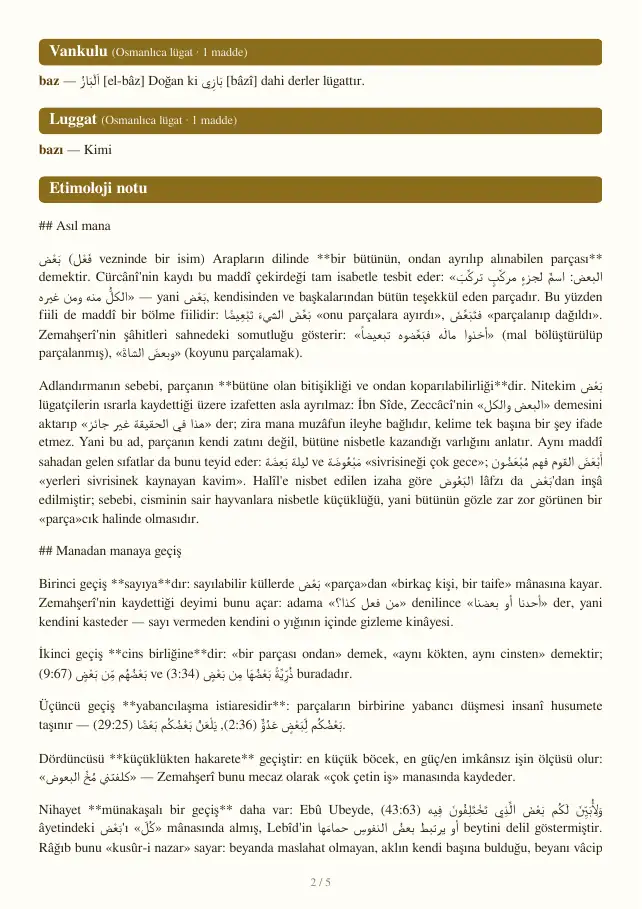 Vankulu (Osmanlıca lügat · 1 madde)
baz — اَلْبَازُ [el-bâz] Doğan ki بَازِي [bâzî] dahi derler lügattır.
Luggat (Osmanlıca lügat · 1 madde)
bazı — Kimi
Etimoloji notu
## Asıl mana
بَعْض (فَعْل vezninde bir isim) Arapların dilinde **bir bütünün, ondan ayrılıp alınabilen parçası**
demektir. Cürcânî'nin kaydı bu maddî çekirdeği tam isabetle tesbit eder: «البعض: اسمٌ لجزءٍ مركّبٍ تركّبَ
الكلُّ منه ومن غيره» — yani بَعْض, kendisinden ve başkalarından bütün teşekkül eden parçadır. Bu yüzden
fiili de maddî bir bölme fiilidir: بَعَّضَ الشيءَ تَبْعِيضًا «onu parçalara ayırdı», فَتَبَعَّضَ «parçalanıp dağıldı».
Zemahşerî'nin şâhitleri sahnedeki somutluğu gösterir: «أخذوا مالَه فبَعَّضوه تبعيضاً» (mal bölüştürülüp
parçalanmış), «وبعضَ الشاةَ» (koyunu parçalamak).
Adlandırmanın sebebi, parçanın **bütüne olan bitişikliği ve ondan koparılabilirliği**dir. Nitekim بَعْض
lügatçilerin ısrarla kaydettiği üzere izafetten asla ayrılmaz: İbn Sîde, Zeccâcî'nin «البعض والكل» demesini
aktarıp «هذا في الحقيقة غير جائز» der; zira mana muzâfun ileyhe bağlıdır, kelime tek başına bir şey ifade
etmez. Yani bu ad, parçanın kendi zatını değil, bütüne nisbetle kazandığı varlığını anlatır. Aynı maddî
sahadan gelen sıfatlar da bunu teyid eder: ليلة بَعِضَة ve مَبْعُوضَة «sivrisineği çok gece»; أَبْعَضَ القوم فهم مُبْعَضُون
«yerleri sivrisinek kaynayan kavim». Halîl'e nisbet edilen izaha göre البَعُوض lâfzı da بَعْض'dan inşâ
edilmiştir; sebebi, cisminin sair hayvanlara nisbetle küçüklüğü, yani bütünün gözle zar zor görünen bir
«parça»cık halinde olmasıdır.
## Manadan manaya geçiş
Birinci geçiş **sayıya**dır: sayılabilir küllerde بَعْض «parça»dan «birkaç kişi, bir taife» mânasına kayar.
Zemahşerî'nin kaydettiği deyimi bunu açar: adama «من فعل كذا؟» denilince «أحدنا أو بعضنا» der, yani
kendini kasteder — sayı vermeden kendini o yığının içinde gizleme kinâyesi.
İkinci geçiş **cins birliğine**dir: «bir parçası ondan» demek, «aynı kökten, aynı cinsten» demektir;
بَعْضُهُم مِّن بَعْضٍ (9:67) ve ذُرِّيَّةً بَعْضُهَا مِن بَعْضٍ (3:34) buradadır.
Üçüncü geçiş **yabancılaşma istiaresidir**: parçaların birbirine yabancı düşmesi insanî husumete
taşınır — بَعْضُكُم لِبَعْضٍ عَدُوٌّ (2:36), يَلْعَنُ بَعْضُكُم بَعْضًا (29:25).
Dördüncüsü **küçüklükten hakarete** geçiştir: en küçük böcek, en güç/en imkânsız işin ölçüsü olur:
«كلفتني مُخّ البعوض» — Zemahşerî bunu mecaz olarak «çok çetin iş» manasında kaydeder.
Nihayet **münakaşalı bir geçiş** daha var: Ebû Ubeyde, وَلِأُبَيِّنَ لَكُم بَعْضَ الَّذِي تَخْتَلِفُونَ فِيهِ (43:63)
âyetindeki بَعْض'ı «كُلّ» mânasında almış, Lebîd'in أو يرتبط بعضُ النفوسِ حمامها beytini delil göstermiştir.
Râğıb bunu «kusûr-i nazar» sayar: beyanda maslahat olmayan, aklın kendi başına bulduğu, beyanı vâcip
2 / 5